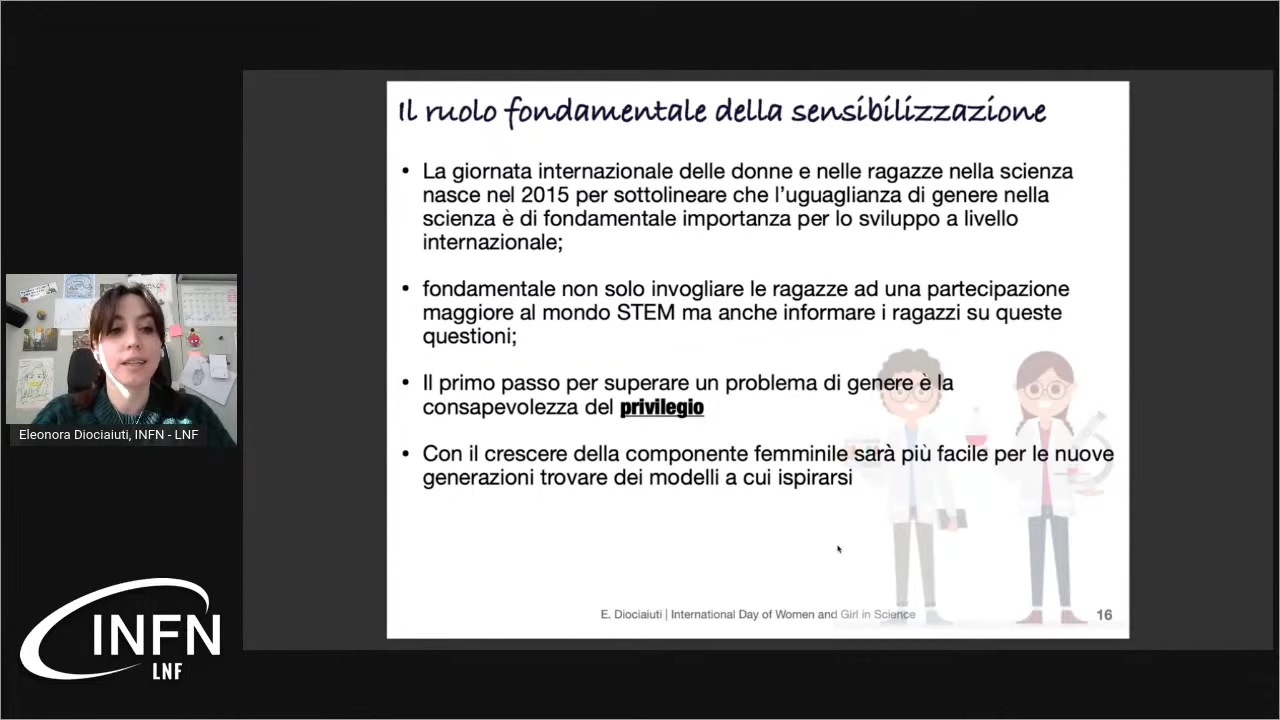 Il ruolo fondamentale della sensibilizzazione
• La giornata internazionale delle donne e nelle ragazze nella scienza
nasce nel 2015 per sottolineare che l'uguaglianza di genere nella
scienza è di fondamentale importanza per lo sviluppo a livello
internazionale;
• fondamentale non solo invogliare le ragazze ad una partecipazione
maggiore al mondo STEM ma anche informare i ragazzi su queste
questioni;
• Il primo passo per superare un problema di genere è la
consapevolezza del privilegio
• Con il crescere della componente femminile sarà più facile per le nuove
generazioni trovare dei modelli a cui ispirarsi
E. Diociaiuti | International Day of Women and Girl in Science
16
Eleonora Diociaiuti, INFN - LNF
INFN
LNF